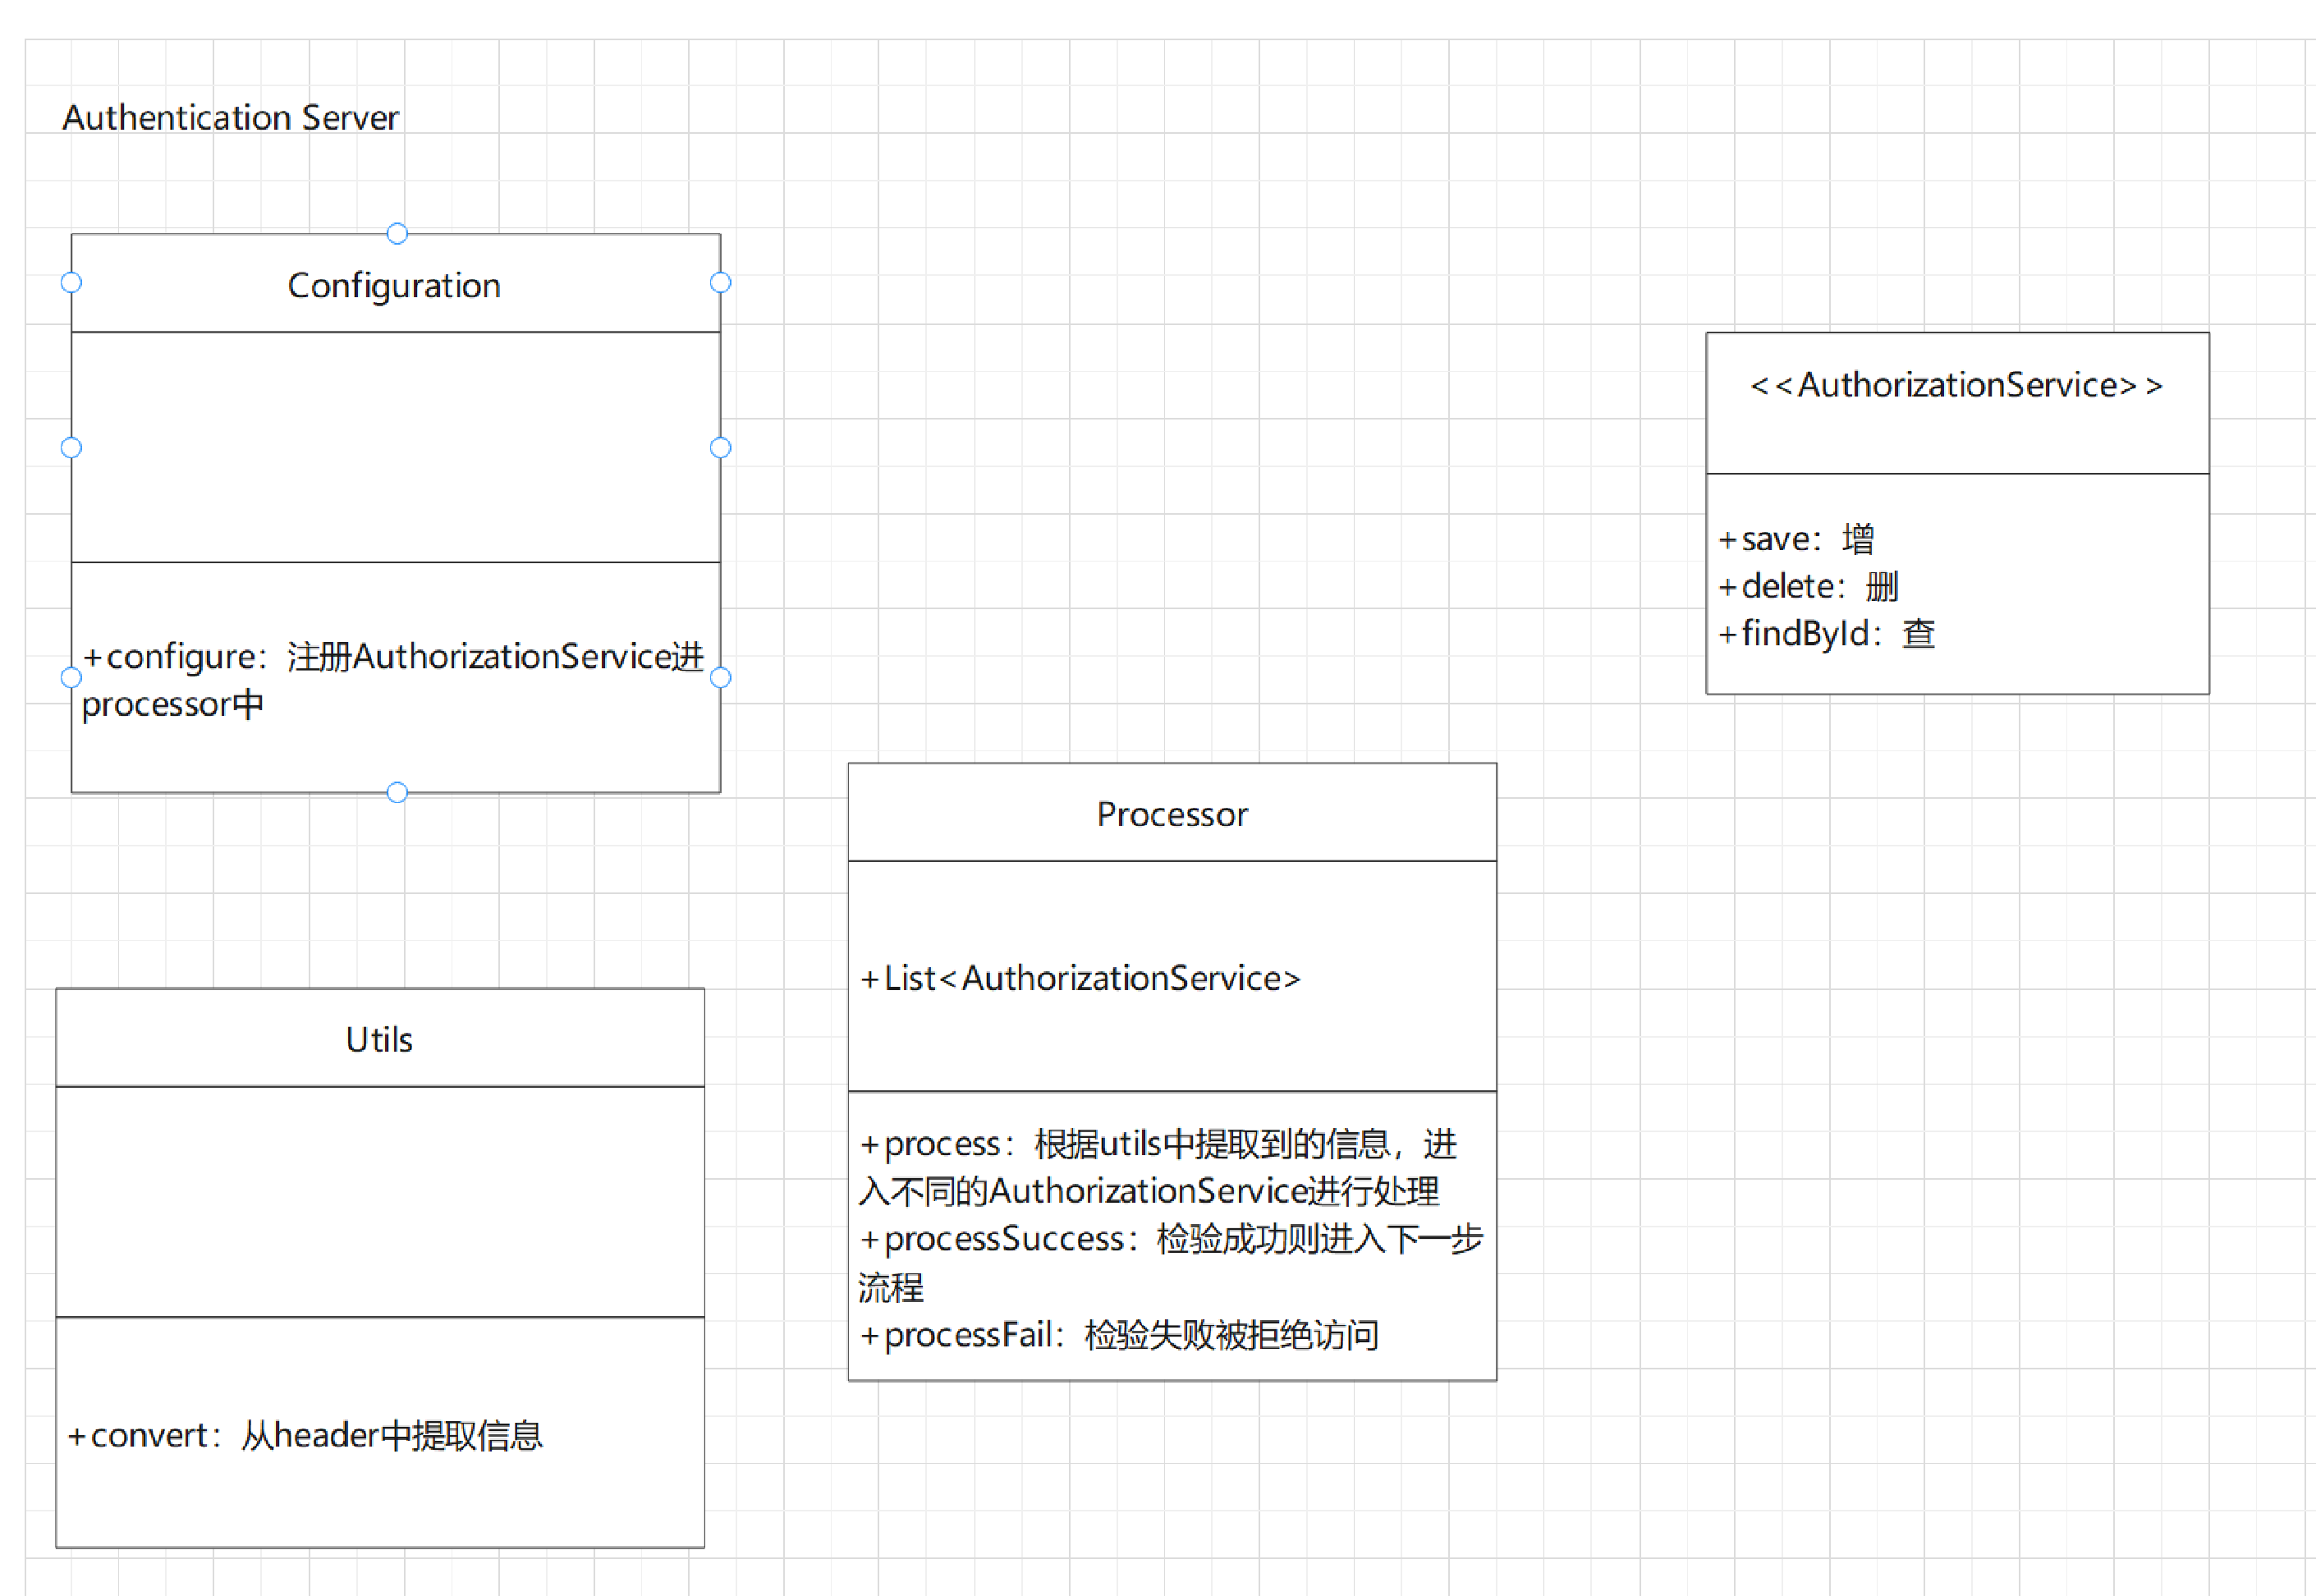 Authentication Server
Configuration
+configure：注册AuthorizationService进
processor中
<<AuthorizationService>>
+save：增
+delete：删
+findById：查
Processor
+List<AuthorizationService>
+process：根据utils中提取到的信息，进
入不同的AuthorizationService进行处理
+processSuccess：检验成功则进入下一步
流程
+processFail：检验失败被拒绝访问
Utils
+convert：从header中提取信息